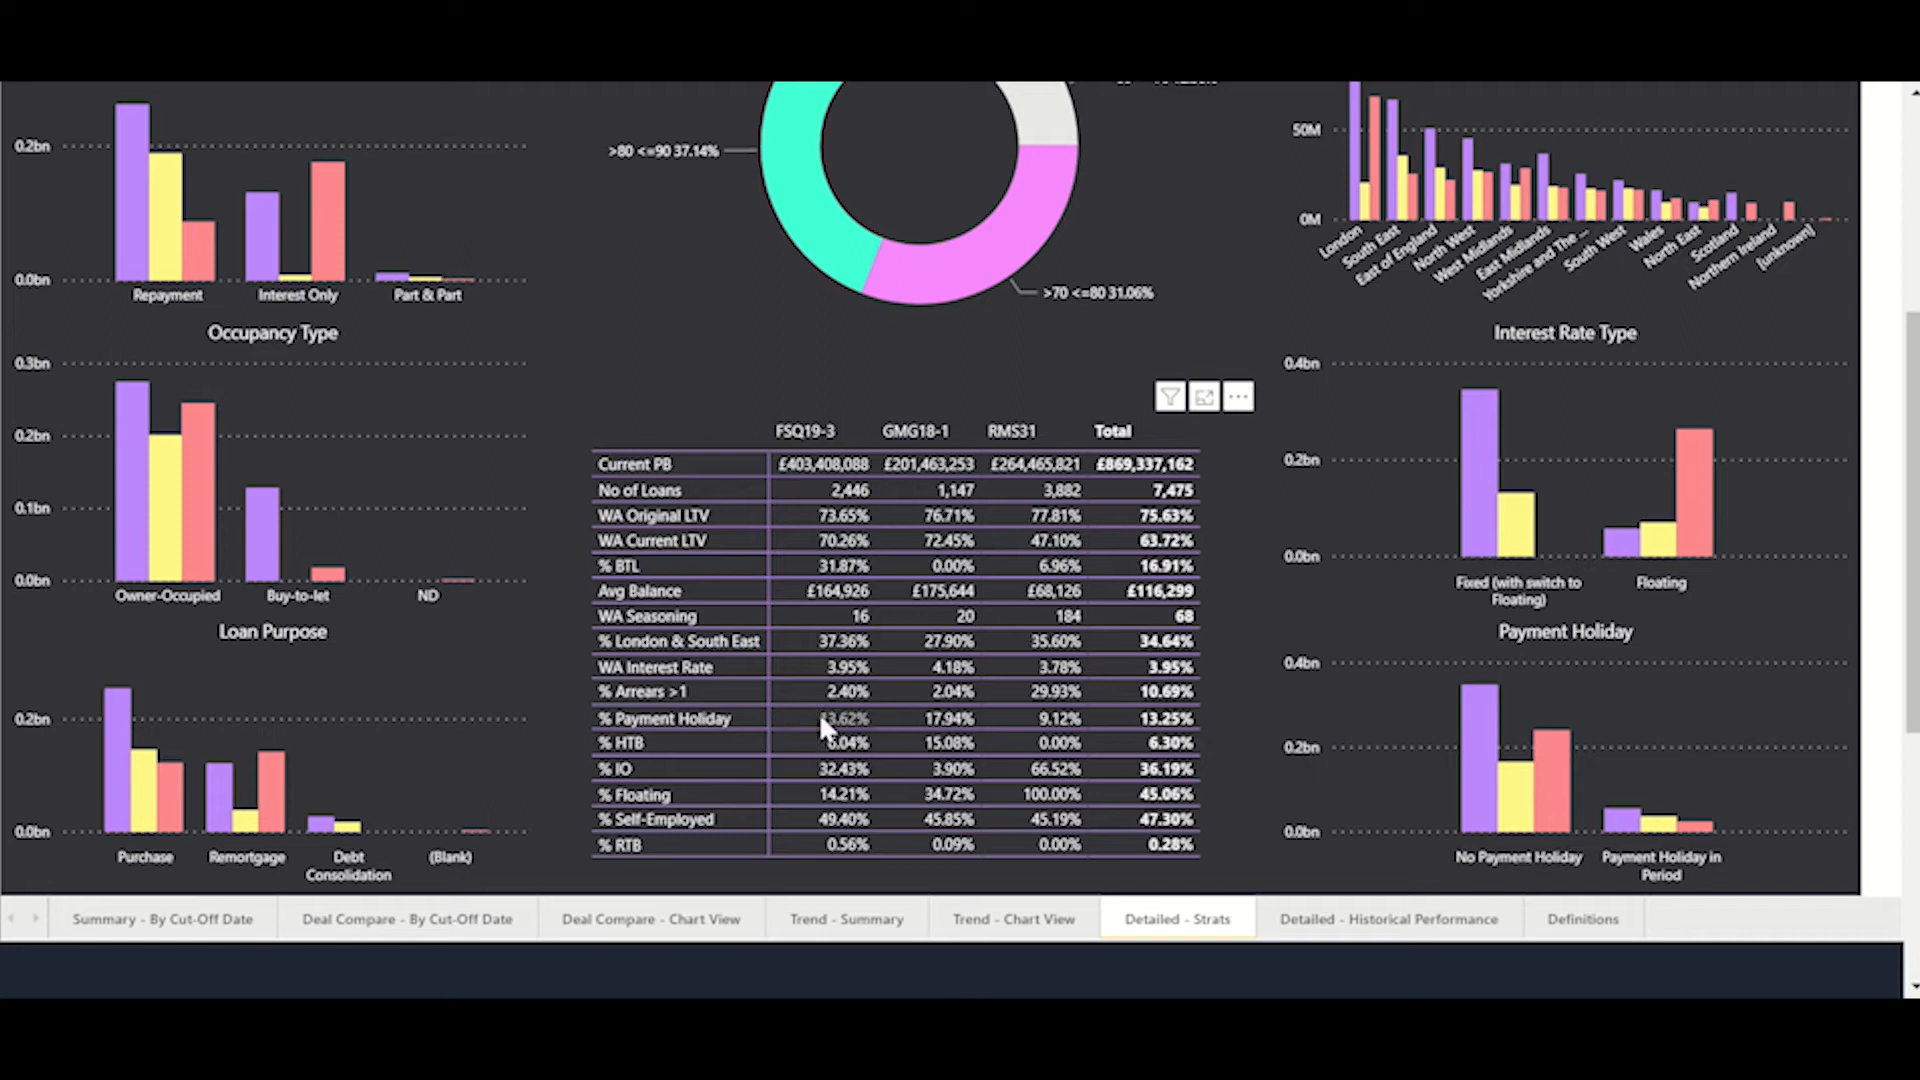 0.2bn
0.0bn
Repayment Interest Only Part & Part
Occupancy Type
0.3bn
0.2bn
0.1bn
0.0bn
Owner-Occupied Buy-to-let ND
Loan Purpose
0.2bn
0.0bn
Purchase Remortgage Debt Consolidation (Blank)
>80 <=90 37.14%
>70 <=80 31.06%
FSQ19-3 GMG18-1 RMS31 Total
Current PB £403,408,088 £201,463,253 £264,465,821 £869,337,162
No of Loans 2,446 1,147 3,882 7,475
WA Original LTV 73.65% 76.71% 77.81% 75.63%
WA Current LTV 70.26% 72.45% 47.10% 63.72%
% BTL 31.87% 0.00% 6.96% 16.91%
Avg Balance £164,926 £175,644 £68,126 £116,299
WA Seasoning 16 20 184 68
% London & South East 37.36% 27.90% 35.60% 34.64%
WA Interest Rate 3.95% 4.18% 3.78% 3.95%
% Arrears >1 2.40% 2.04% 29.93% 10.69%
% Payment Holiday 13.62% 17.94% 9.12% 13.25%
% HTB 6.04% 15.08% 0.00% 6.30%
% IO 32.43% 3.90% 66.52% 36.19%
% Floating 14.21% 34.72% 100.00% 45.06%
% Self-Employed 49.40% 45.85% 45.19% 47.30%
% RTB 0.56% 0.09% 0.00% 0.28%
50M
0M
London South East East of England North West West Midlands East Midlands Yorkshire and The ... South West Wales North East Scotland Northern Ireland [unknown]
Interest Rate Type
0.4bn
0.2bn
0.0bn
Fixed (with switch to Floating) Floating
Payment Holiday
0.4bn
0.2bn
0.0bn
No Payment Holiday Payment Holiday in Period
Summary - By Cut-Off Date Deal Compare - By Cut-Off Date Deal Compare - Chart View Trend - Summary Trend - Chart View Detailed - Strats Detailed - Historical Performance Definitions